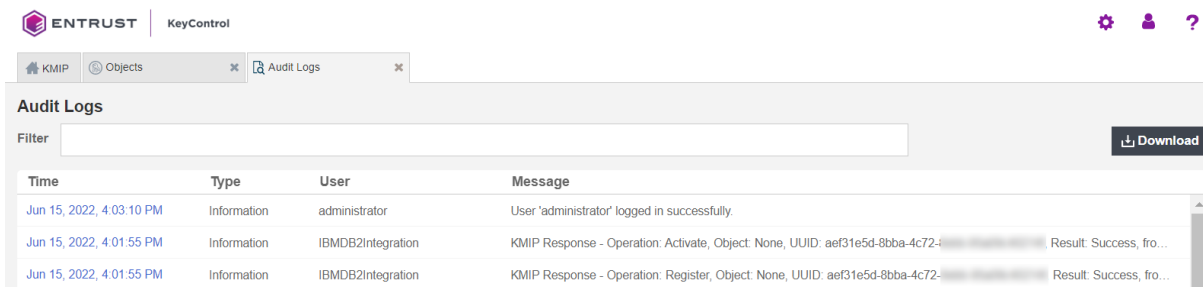 ENTRUST KeyControl ?
KMIP Objects Audit Logs
Audit Logs
Filter Download
Time Type User Message
Jun 15, 2022, 4:03:10 PM Information administrator User 'administrator' logged in successfully.
Jun 15, 2022, 4:01:55 PM Information IBMDB2Integration KMIP Response - Operation: Activate, Object: None, UUID: aef31e5d-8bba-4c72- Result: Success, fro...
Jun 15, 2022, 4:01:55 PM Information IBMDB2Integration KMIP Response - Operation: Register, Object: None, UUID: aef31e5d-8bba-4c72- Result: Success, fro...